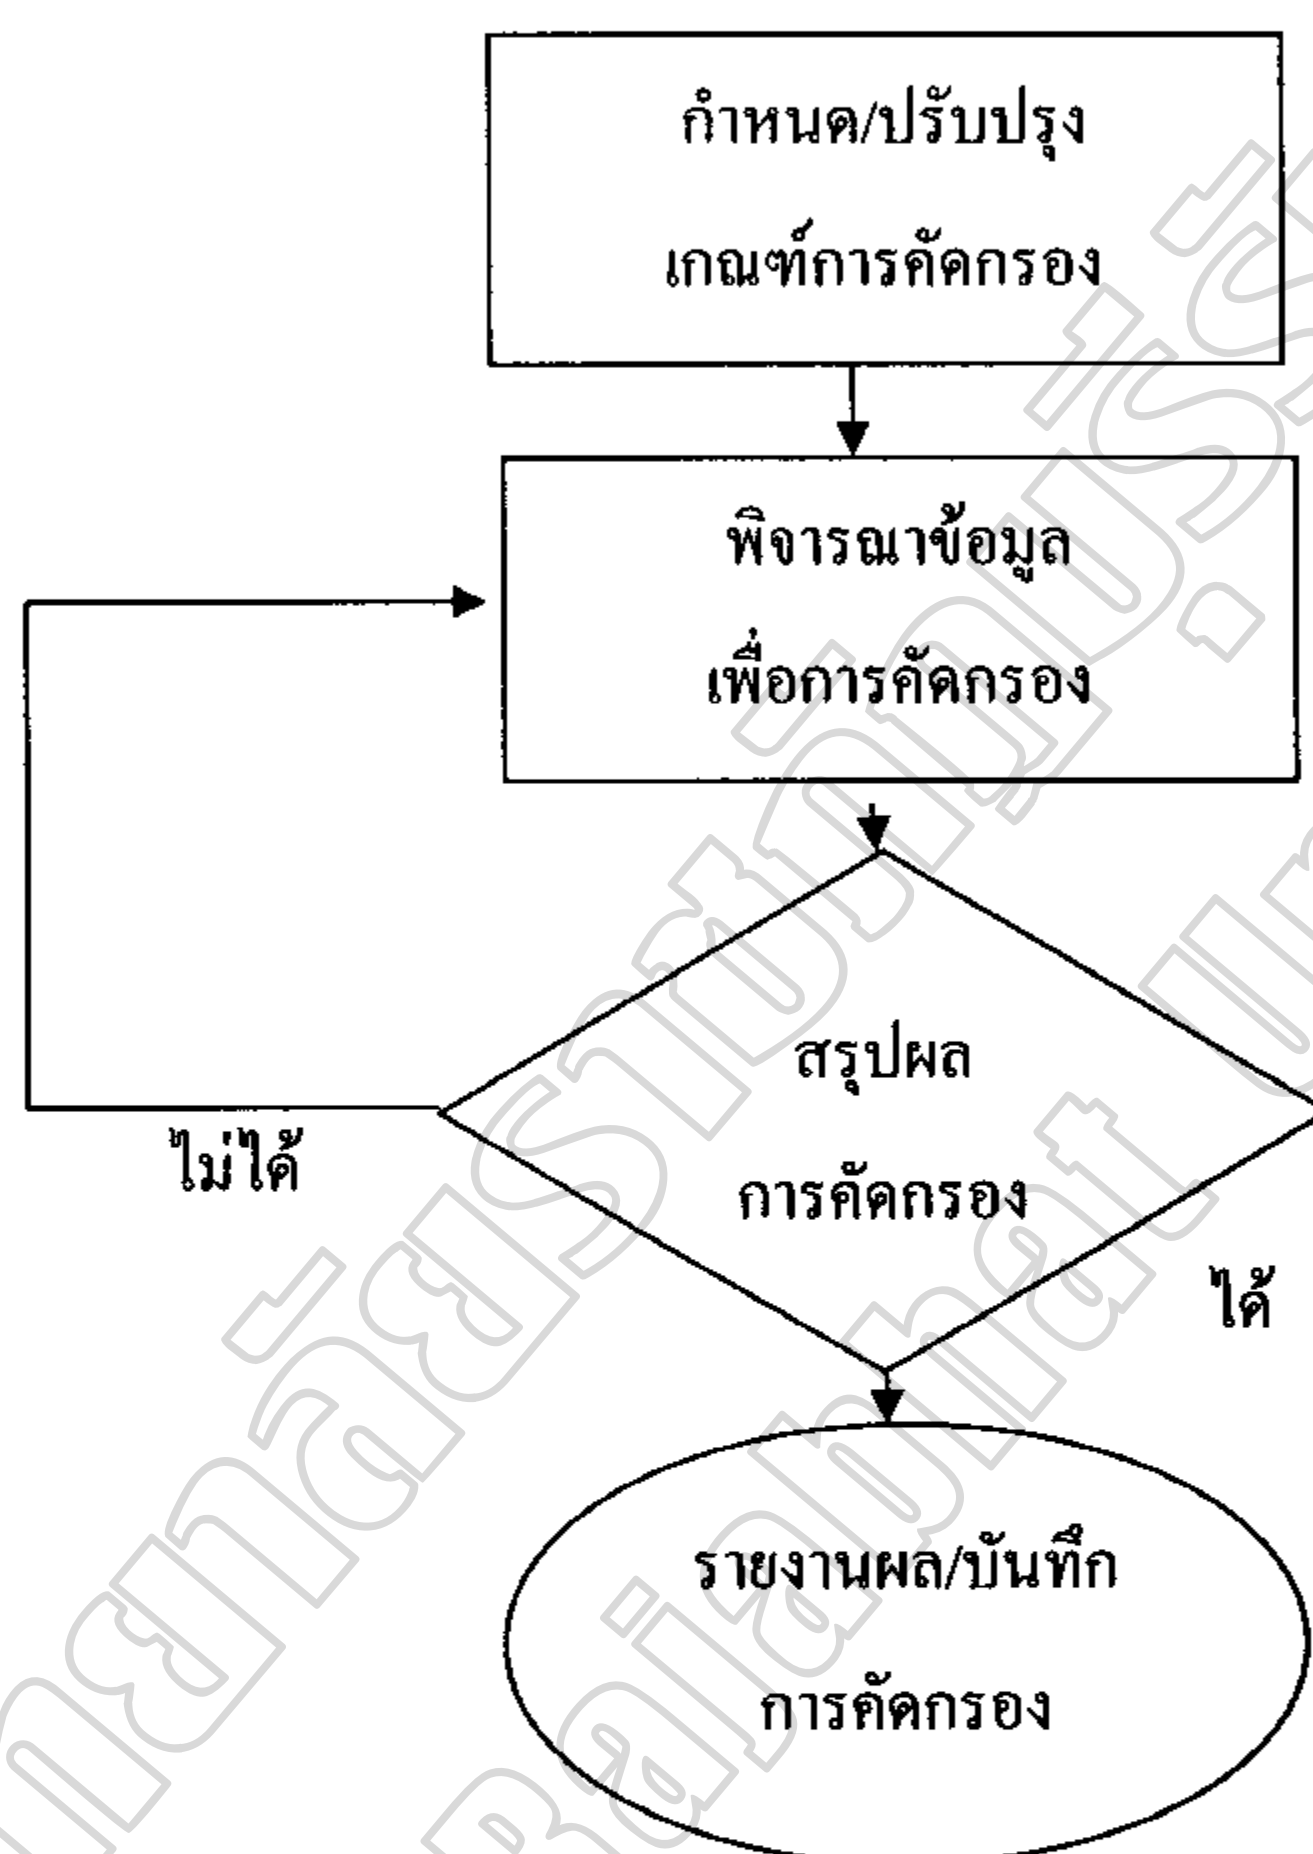 กำหนด/ปรับปรุง
เกณฑ์การคัดกรอง
พิจารณาข้อมูล
เพื่อการคัดกรอง
สรุปผล
การคัดกรอง
ไม่ได้
ได้
รายงานผล/บันทึก
การคัดกรอง